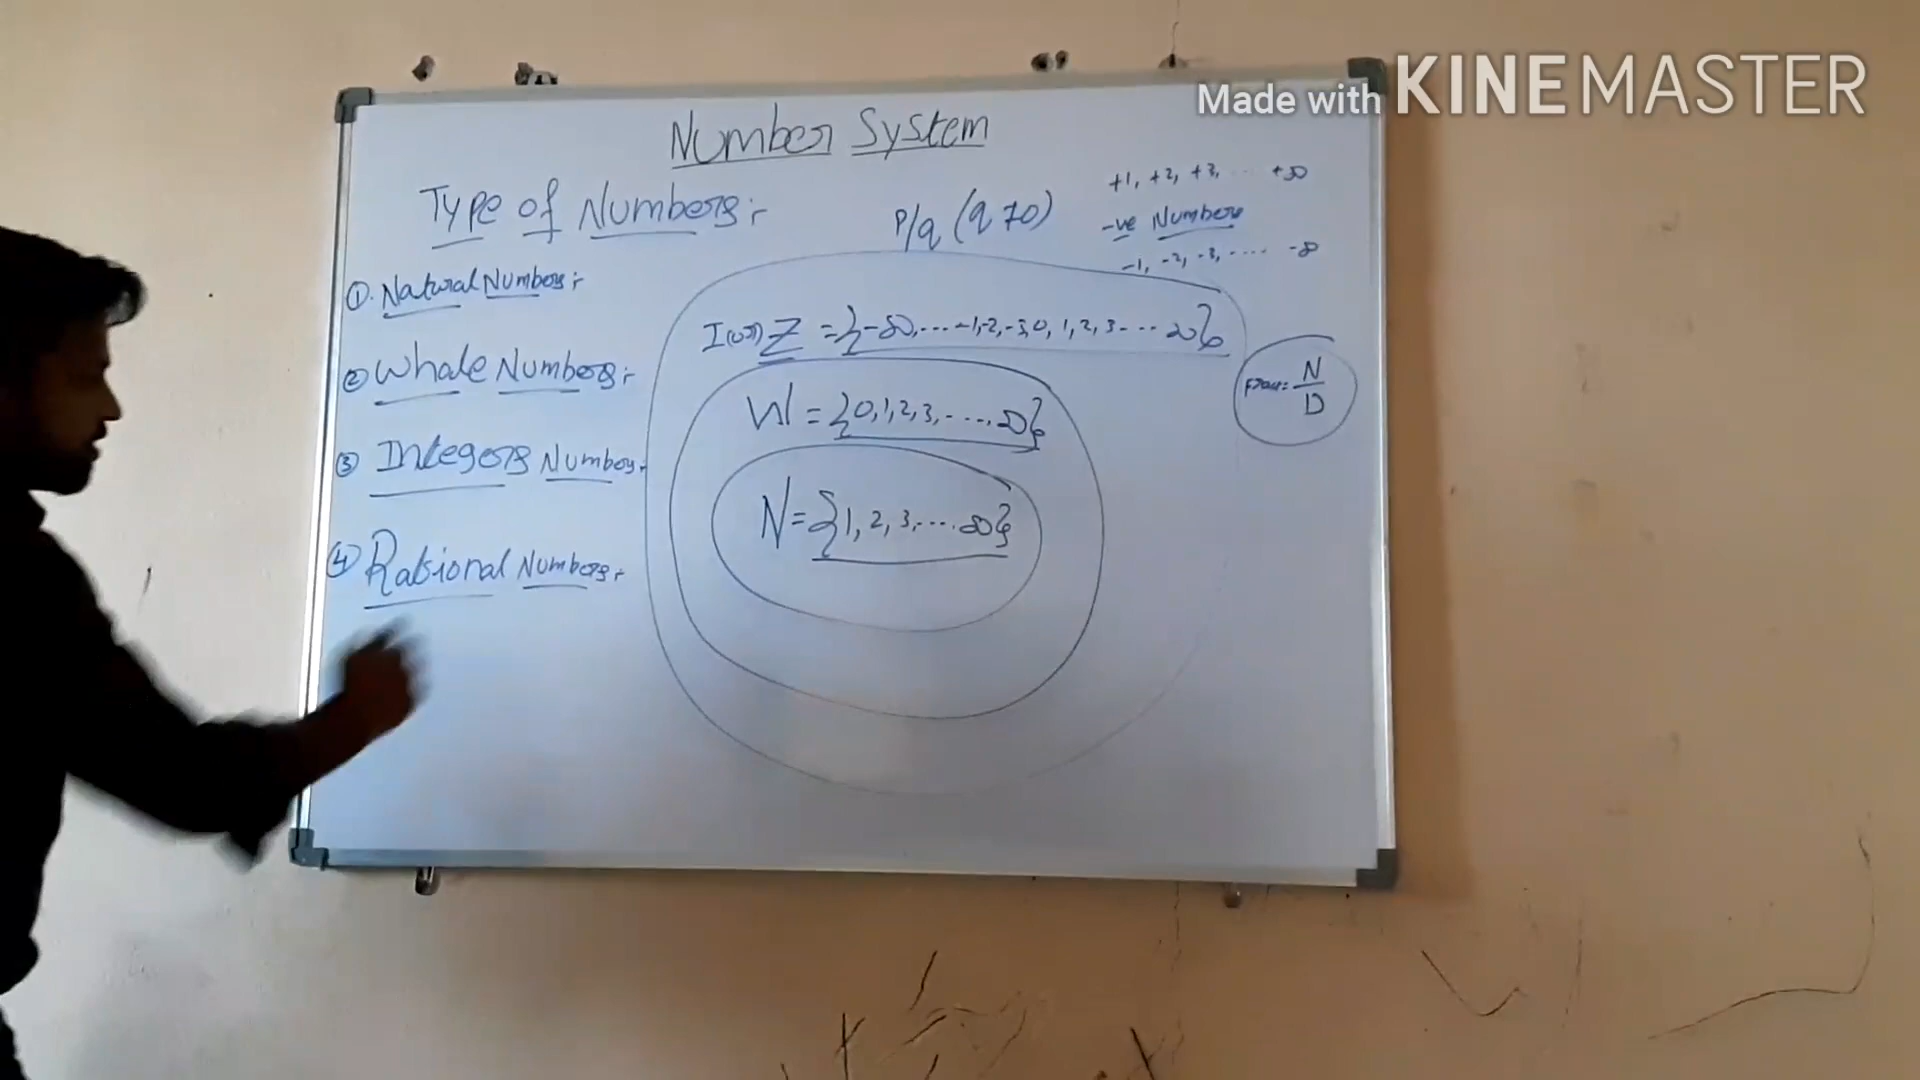 Made with KINEMASTER
Number System
Type of Numbers:-
P/q (q ≠ 0)
+1, +2, +3, .... +∞
-ve Numbers
-1, -2, -3, .... -∞
①. Natural Numbers:-
② Whole Numbers:-
③ Integers Numbers:-
④ Rational Numbers:-
I(or) Z = {-∞, ... -1, -2, -3, 0, 1, 2, 3 .... ∞}
W = {0, 1, 2, 3, ...., ∞}
N = {1, 2, 3, .... ∞}
N
D